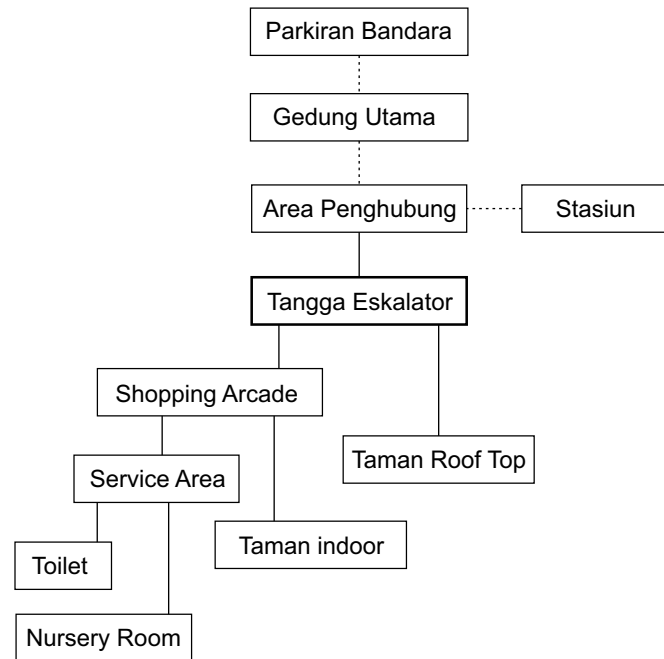 Parkiran Bandara
Gedung Utama
Area Penghubung
Stasiun
Tangga Eskalator
Shopping Arcade
Taman Roof Top
Service Area
Taman indoor
Toilet
Nursery Room